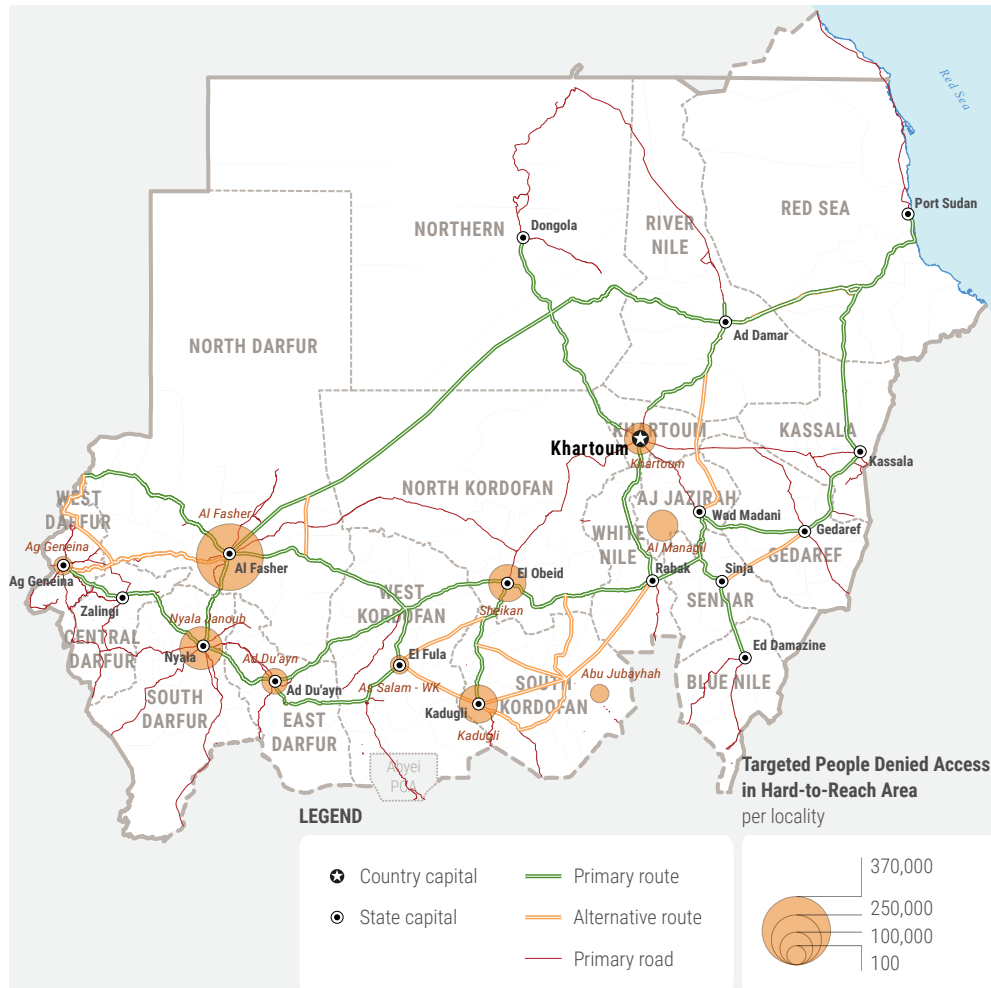 Red Sea
Port Sudan
RED SEA
NORTHERN
Dongola
RIVER
NILE
Ad Damar
NORTH DARFUR
KHARTOUM
Khartoum
Khartoum
KASSALA
Kassala
NORTH KORDOFAN
AJ JAZIRAH
Wad Madani
WEST
DARFUR
Al Fasher
Al Fasher
WHITE
NILE
Al Managil
Gedaref
GEDAREF
Ag Geneina
Ag Geneina
El Obeid
Sheikan
Rabak
Sinja
SENNAR
Zalingi
WEST
KORDOFAN
CENTRAL
DARFUR
Nyala Janoub
Nyala
Ad Du'ayn
Ad Du'ayn
El Fula
As Salam - WK
Ed Damazine
BLUE NILE
Abu Jubayhah
SOUTH
KORDOFAN
Kadugli
Kadugli
SOUTH
DARFUR
EAST
DARFUR
Abyei
PCA
LEGEND
Country capital
State capital
Primary route
Alternative route
Primary road
Targeted People Denied Access
in Hard-to-Reach Area
per locality
370,000
250,000
100,000
100